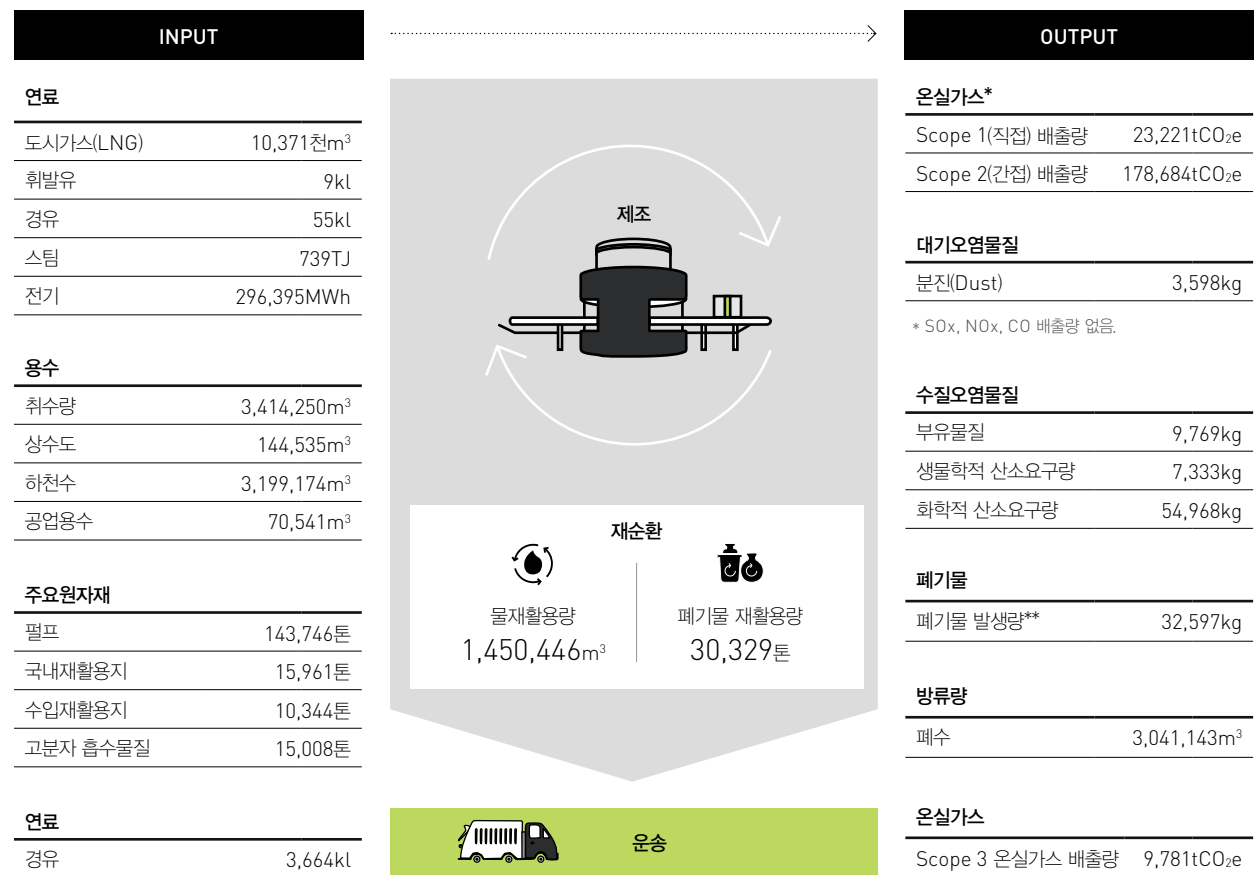 INPUT
연료
도시가스(LNG) 10,371천m³
휘발유 9kl
경유 55kl
스팀 739TJ
전기 296,395MWh
용수
취수량 3,414,250m³
상수도 144,535m³
하천수 3,199,174m³
공업용수 70,541m³
주요원자재
펄프 143,746톤
국내재활용지 15,961톤
수입재활용지 10,344톤
고분자 흡수물질 15,008톤
연료
경유 3,664kl
제조
재순환
물재활용량
1,450,446m³
폐기물 재활용량
30,329톤
운송
OUTPUT
온실가스*
Scope 1(직접) 배출량 23,221tCO₂e
Scope 2(간접) 배출량 178,684tCO₂e
대기오염물질
분진(Dust) 3,598kg
* SOx, NOx, CO 배출량 없음.
수질오염물질
부유물질 9,769kg
생물학적 산소요구량 7,333kg
화학적 산소요구량 54,968kg
폐기물
폐기물 발생량** 32,597kg
방류량
폐수 3,041,143m³
온실가스
Scope 3 온실가스 배출량 9,781tCO₂e